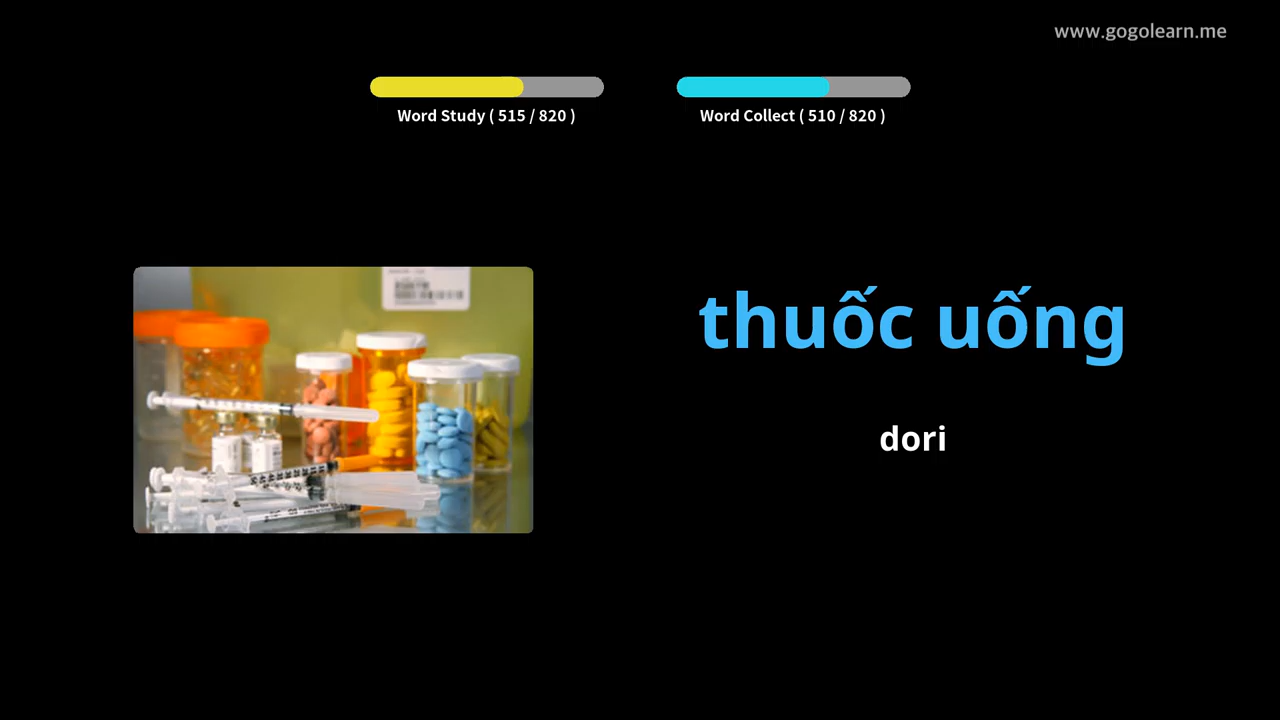 www.gogolearn.me
Word Study ( 515 / 820 )
Word Collect ( 510 / 820 )
thuốc uống
dori